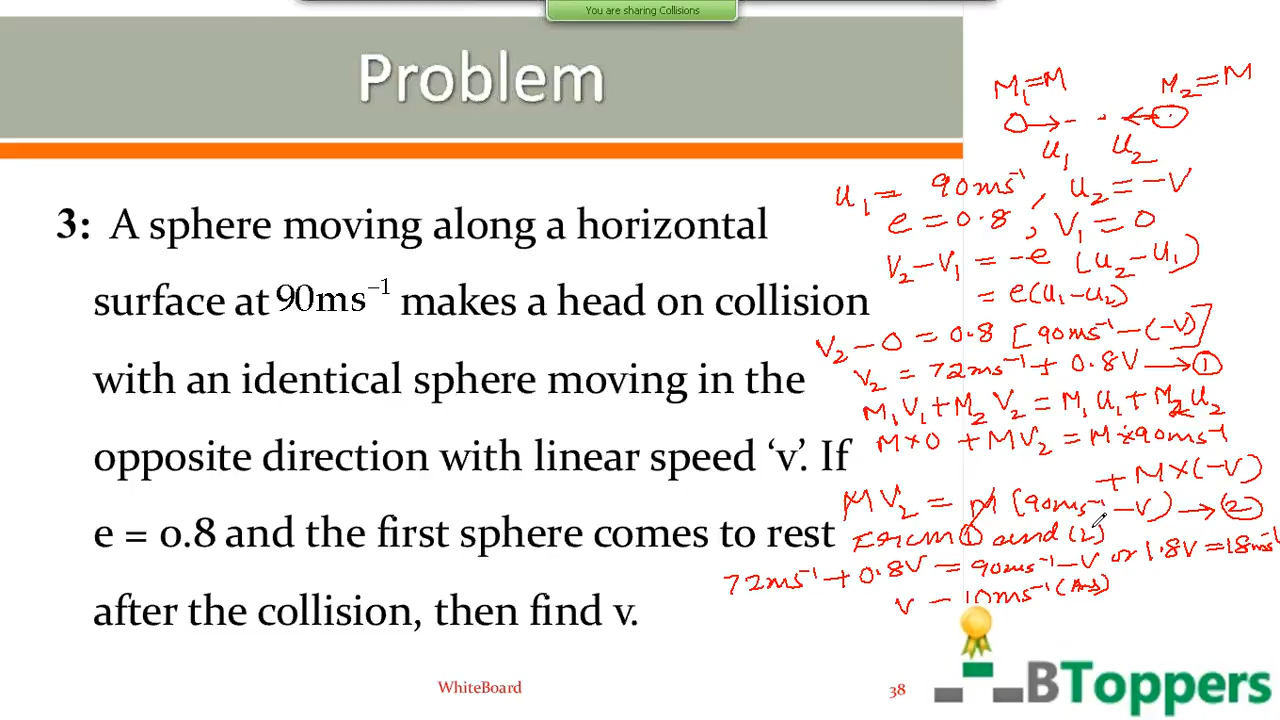 You are sharing Collisions
Problem
3: A sphere moving along a horizontal
surface at 90ms⁻¹ makes a head on collision
with an identical sphere moving in the
opposite direction with linear speed ‘v’. If
e = 0.8 and the first sphere comes to rest
after the collision, then find v.
M₁=M M₂=M
u₁ u₂
u₁ = 90ms⁻¹, u₂ = -v
e = 0.8, V₁ = 0
V₂-V₁ = -e (u₂-u₁)
= e(u₁-u₂)
V₂-0 = 0.8 [90ms⁻¹-(-v)]
V₂ = 72ms⁻¹ + 0.8v → ①
M₁V₁+M₂V₂ = M₁u₁+M₂u₂
M×0 + MV₂ = M×90ms⁻¹
+ M×(-v)
MV₂ = M (90ms⁻¹-v) → ②
From ① and (2)
72ms⁻¹+0.8v = 90ms⁻¹-v or 1.8v = 18ms⁻¹
v = 10ms⁻¹ (Ans)
WhiteBoard
38
BToppers